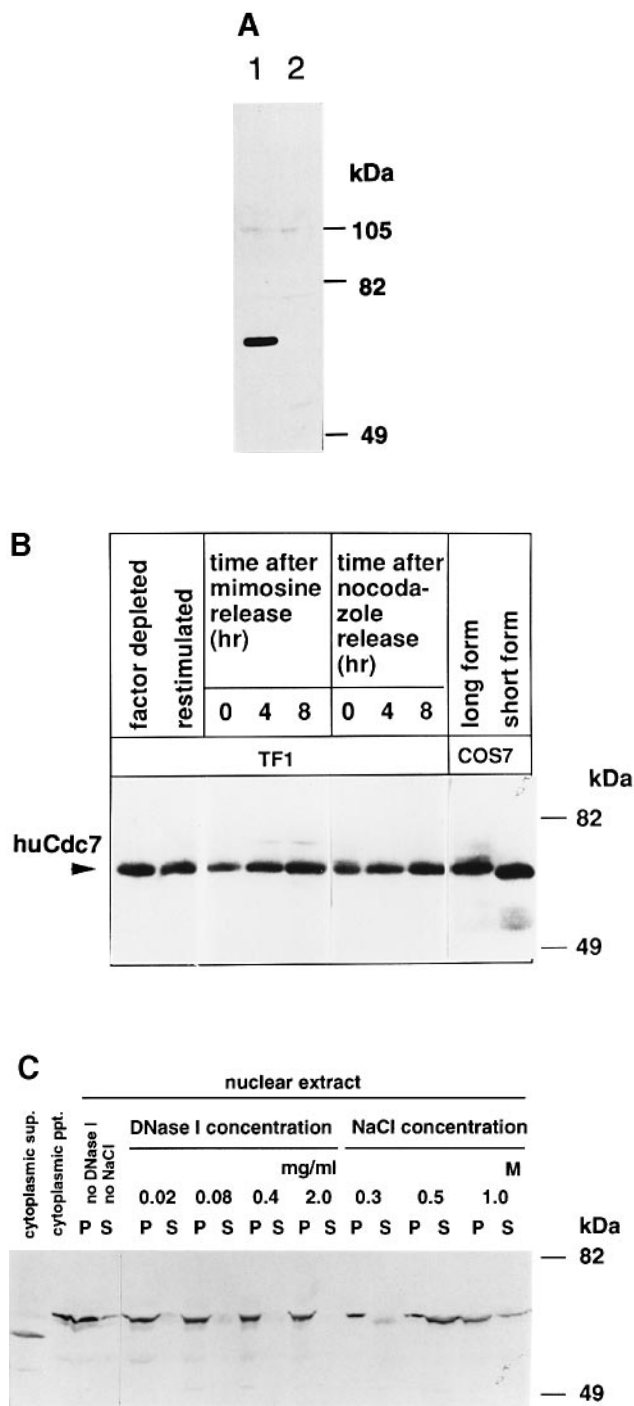 A
1 2
kDa
105
82
49
B
factor depleted
restimulated
time after
mimosine
release
(hr)
time after
nocoda-
zole
release
(hr)
long form
short form
0 4 8 0 4 8
TF1 COS7
kDa
huCdc7
82
49
C
nuclear extract
cytoplasmic sup.
cytoplasmic ppt.
no DNase I
no NaCl
DNase I concentration NaCl concentration
mg/ml M
0.02 0.08 0.4 2.0 0.3 0.5 1.0
P S P S P S P S P S P S P S P S
kDa
82
49